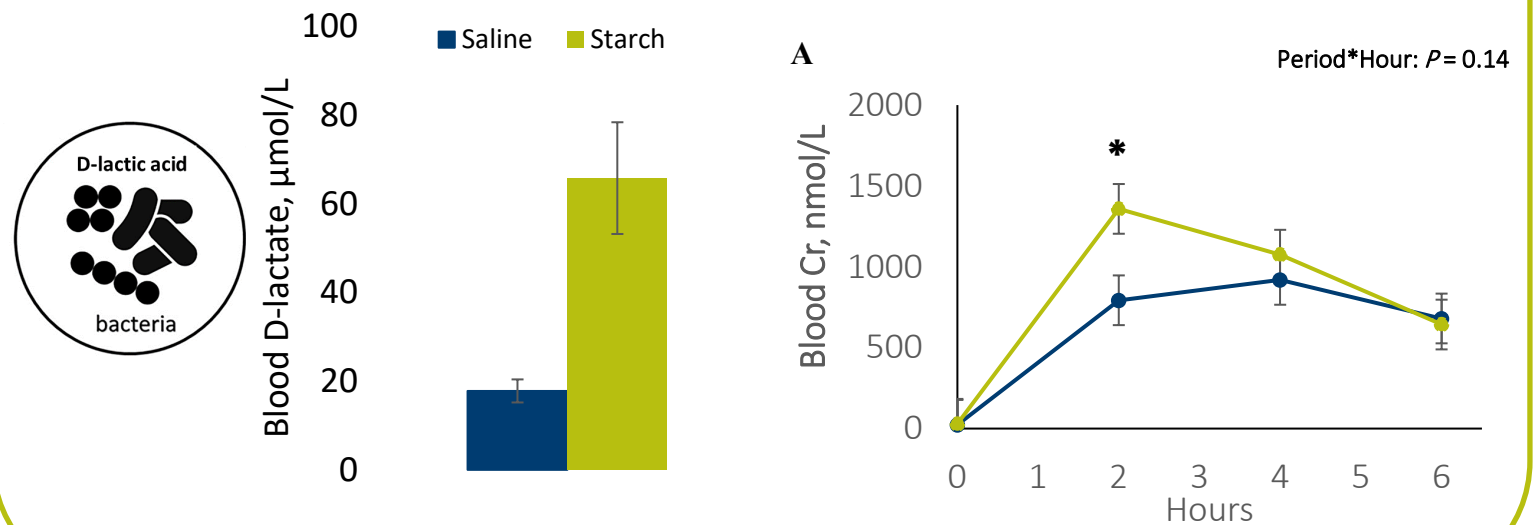 D-lactic acid
bacteria
Blood D-lactate, µmol/L
100
80
60
40
20
0
Saline
Starch
A
Period*Hour: P = 0.14
Blood Cr, nmol/L
2000
1500
1000
500
0
*
0 1 2 3 4 5 6
Hours